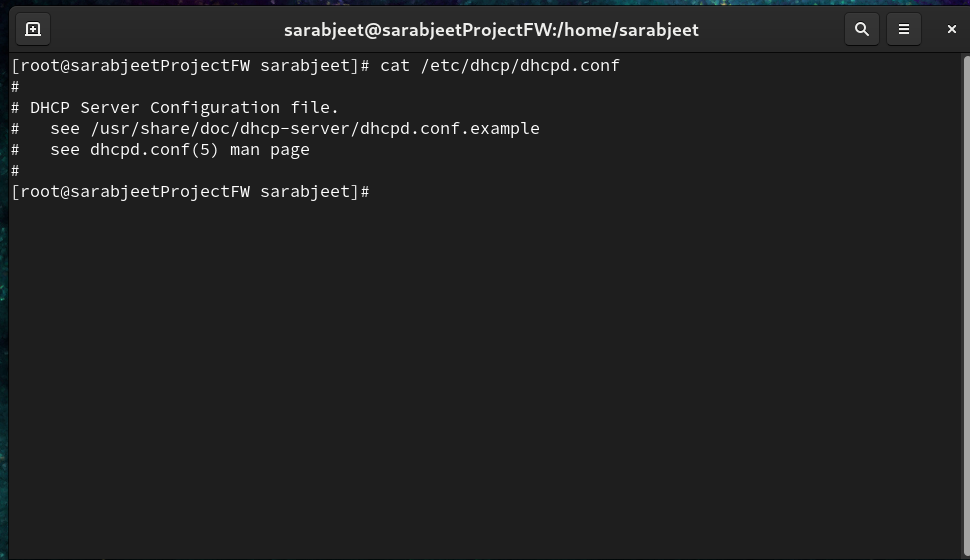 sarabjeet@sarabjeetProjectFW:/home/sarabjeet
[root@sarabjeetProjectFW sarabjeet]# cat /etc/dhcp/dhcpd.conf
#
# DHCP Server Configuration file.
#   see /usr/share/doc/dhcp-server/dhcpd.conf.example
#   see dhcpd.conf(5) man page
#
[root@sarabjeetProjectFW sarabjeet]#